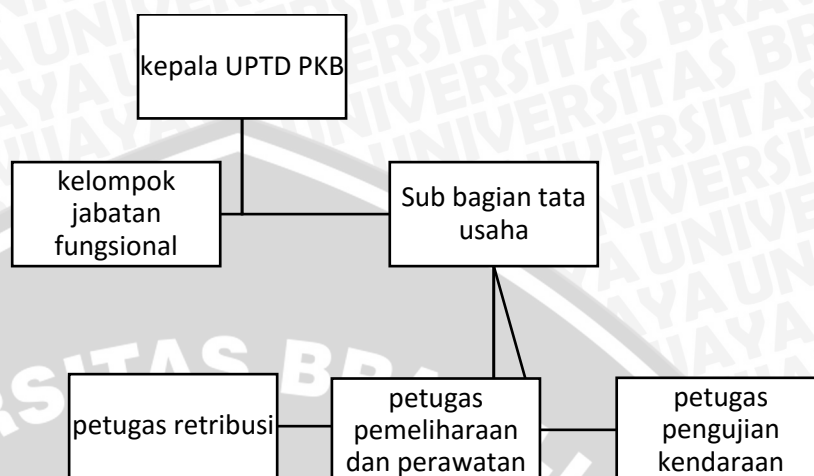 kepala UPTD PKB
kelompok
jabatan
fungsional
Sub bagian tata
usaha
petugas retribusi
petugas
pemeliharaan
dan perawatan
petugas
pengujian
kendaraan